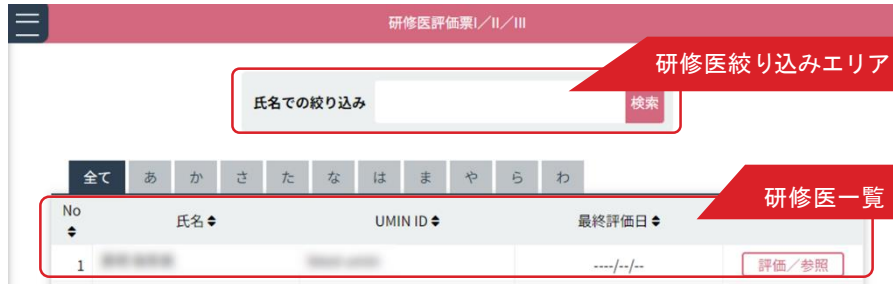 研修医評価票I／II／III
研修医絞り込みエリア
氏名での絞り込み 検索
全て あ か さ た な は ま や ら わ
研修医一覧
No 氏名 UMIN ID 最終評価日
1 ----/--/-- 評価／参照